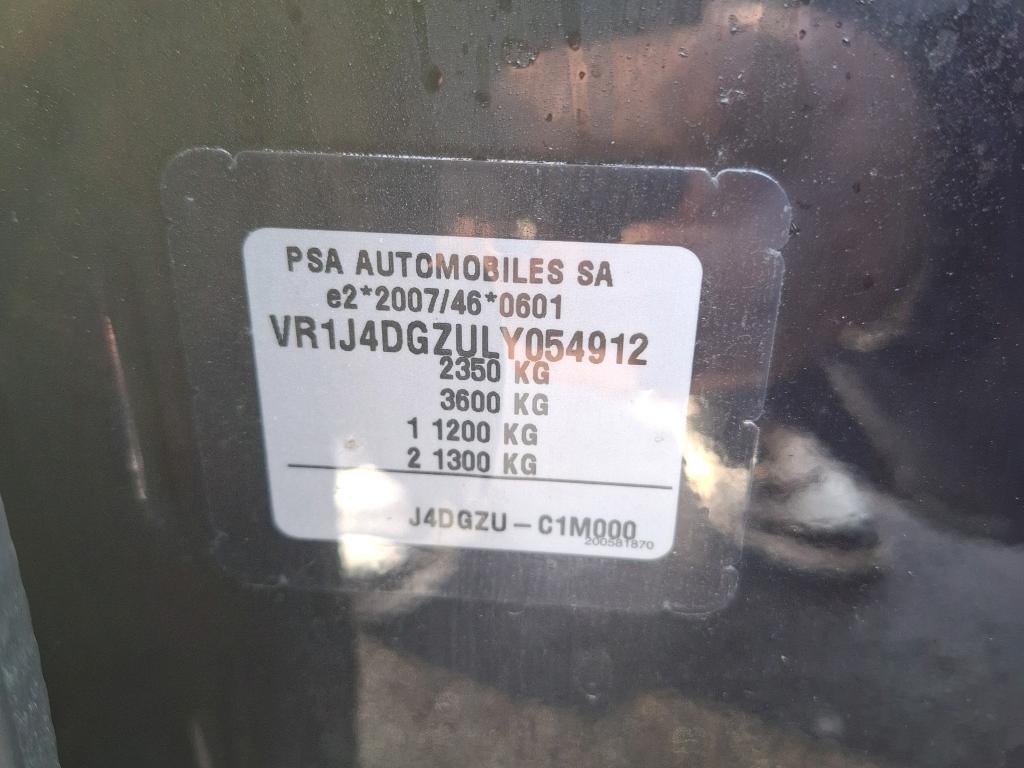 PSA AUTOMOBILES SA
e2*2007/46*0601
VR1J4DGZULY054912
2350 KG
3600 KG
1 1200 KG
2 1300 KG
J4DGZU - C1M000
200581870